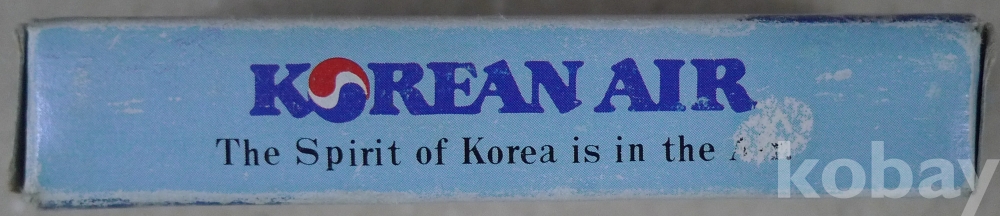 KOREAN AIR
The Spirit of Korea is in the
kobay